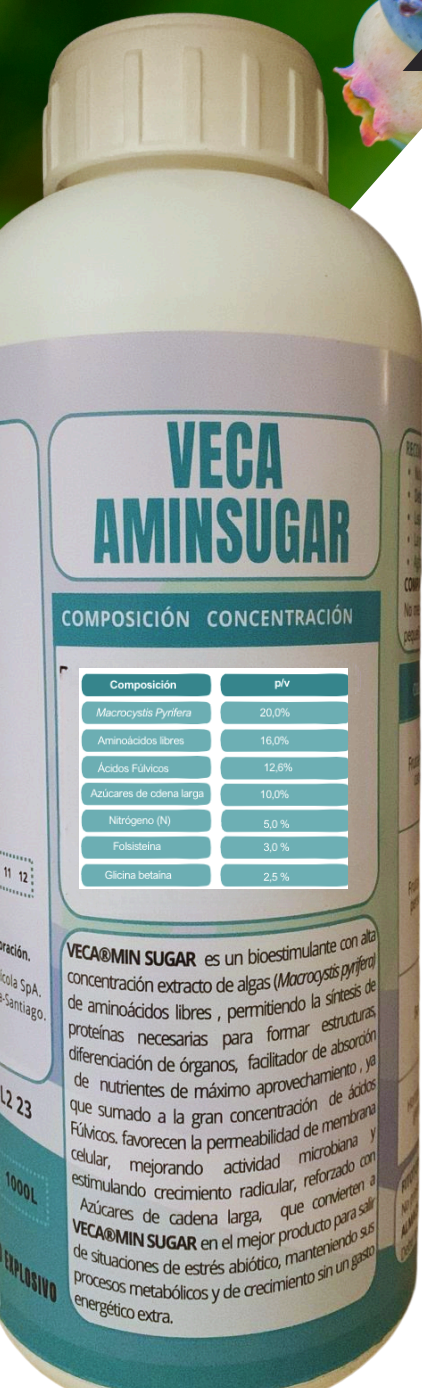 VECA
AMINSUGAR
COMPOSICIÓN CONCENTRACIÓN
Composición p/v
Macrocystis Pyrifera 20,0%
Aminoácidos libres 16,0%
Ácidos Fúlvicos 12,6%
Azúcares de cdena larga 10,0%
Nitrógeno (N) 5,0 %
Folsisteína 3,0 %
Glicina betaína 2,5 %
VECA®MIN SUGAR es un bioestimulante con alta
concentración extracto de algas (Macrocystis pyrifera)
de aminoácidos libres , permitiendo la síntesis de
proteínas necesarias para formar estructuras,
diferenciación de órganos, facilitador de absorción
de nutrientes de máximo aprovechamiento , ya
que sumado a la gran concentración de ácidos
Fúlvicos. favorecen la permeabilidad de membrana
celular, mejorando actividad microbiana y
estimulando crecimiento radicular, reforzado con
Azúcares de cadena larga, que convierten a
VECA®MIN SUGAR en el mejor producto para salir
de situaciones de estrés abiótico, manteniendo sus
procesos metabólicos y de crecimiento sin un gasto
energético extra.
11 12
SpA.
Santiago.
L2 23
1000L
EXPLOSIVO